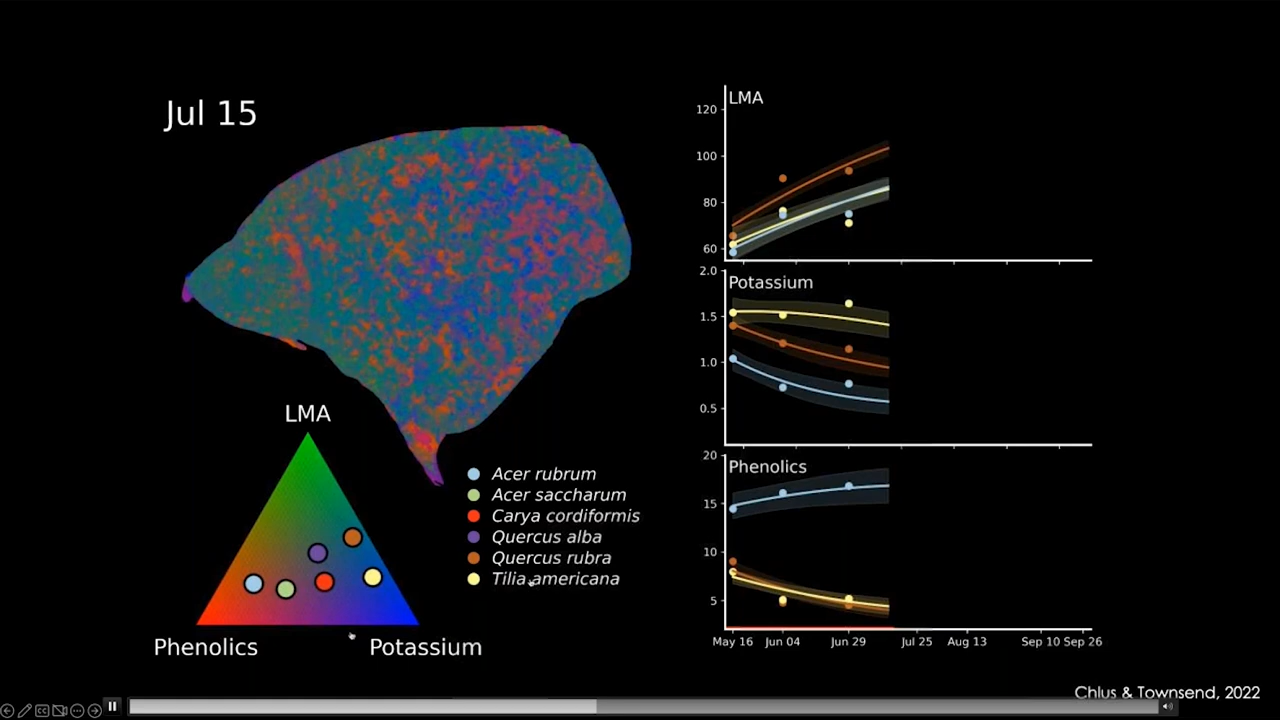 Jul 15
LMA
Phenolics
Potassium
Acer rubrum
Acer saccharum
Carya cordiformis
Quercus alba
Quercus rubra
Tilia americana
LMA
120
100
80
60
Potassium
2.0
1.5
1.0
0.5
Phenolics
20
15
10
5
May 16 Jun 04 Jun 29 Jul 25 Aug 13 Sep 10 Sep 26
Chlus & Townsend, 2022